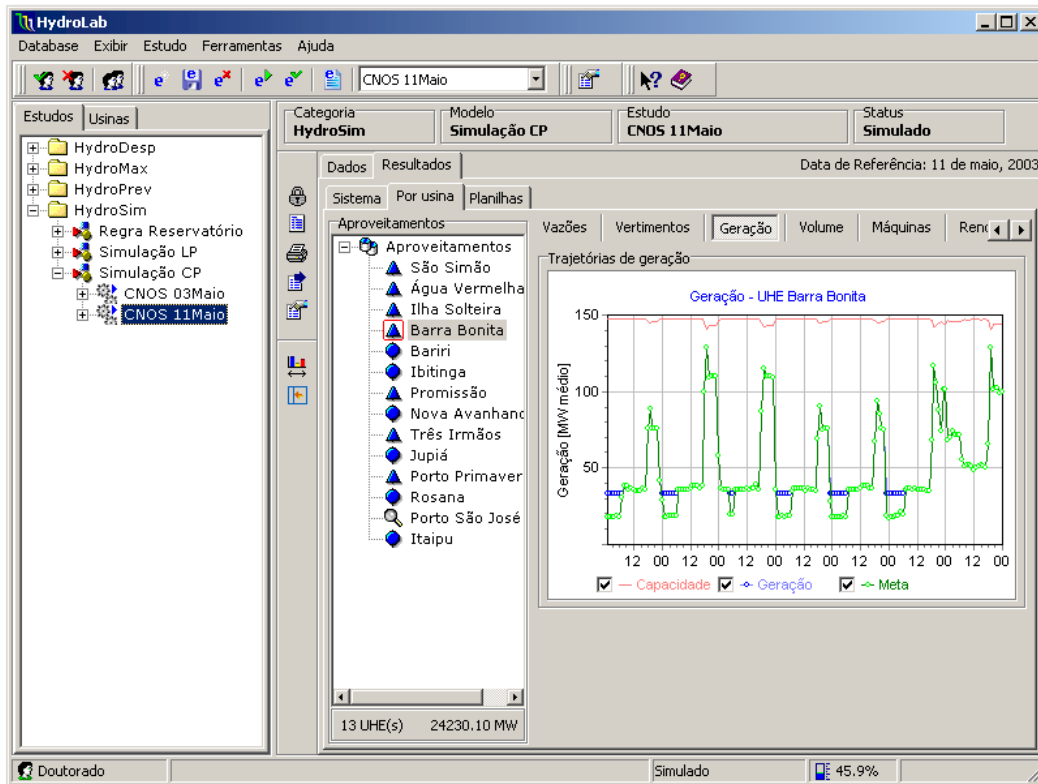 HydroLab
Database Exibir Estudo Ferramentas Ajuda
CNOS 11Maio
Estudos Usinas
HydroDesp
HydroMax
HydroPrev
HydroSim
Regra Reservatório
Simulação LP
Simulação CP
CNOS 03Maio
CNOS 11Maio
Categoria Modelo Estudo Status
HydroSim Simulação CP CNOS 11Maio Simulado
Dados Resultados Data de Referência: 11 de maio, 2003
Sistema Por usina Planilhas
Aproveitamentos
Aproveitamentos
São Simão
Água Vermelha
Ilha Solteira
Barra Bonita
Bariri
Ibitinga
Promissão
Nova Avanhand
Três Irmãos
Jupiá
Porto Primaver
Rosana
Porto São José
Itaipu
13 UHE(s) 24230.10 MW
Vazões Vertimentos Geração Volume Máquinas Rend
Trajetórias de geração
Geração - UHE Barra Bonita
Geração [MW médio]
150
100
50
12 00 12 00 12 00 12 00 12 00 12 00 12 00
Capacidade Geração Meta
Doutorado Simulado 45.9%